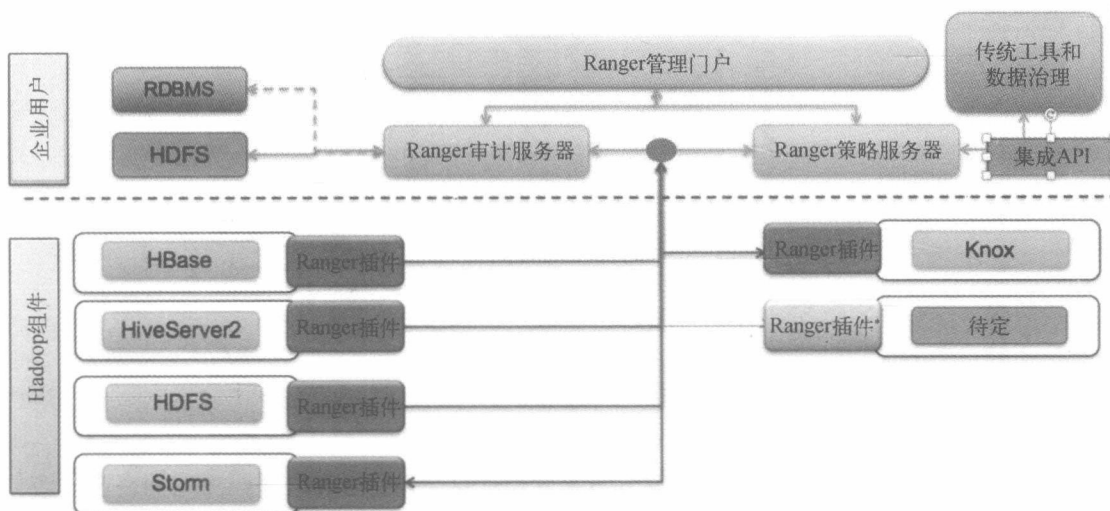 企业用户
RDBMS
HDFS
Ranger管理门户
Ranger审计服务器
Ranger策略服务器
传统工具和
数据治理
集成API
Hadoop组件
HBase
Ranger插件
HiveServer2
Ranger插件
HDFS
Ranger插件
Storm
Ranger插件
Ranger插件
Knox
Ranger插件*
待定